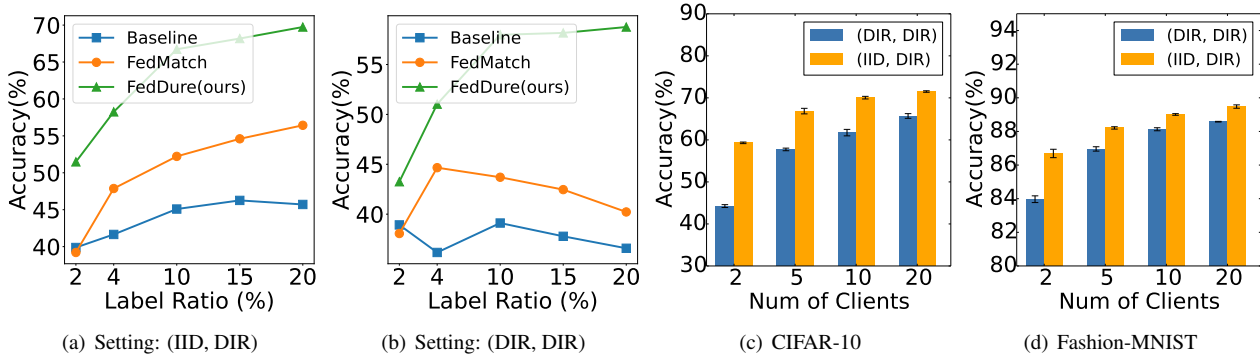 Accuracy(%)
70
65
60
55
50
45
40
Baseline
FedMatch
FedDure(ours)
2 4 10 15 20
Label Ratio (%)
(a) Setting: (IID, DIR)
Accuracy(%)
55
50
45
40
Baseline
FedMatch
FedDure(ours)
2 4 10 15 20
Label Ratio (%)
(b) Setting: (DIR, DIR)
Accuracy(%)
90
80
70
60
50
40
30
(DIR, DIR)
(IID, DIR)
2 5 10 20
Num of Clients
(c) CIFAR-10
Accuracy(%)
94
92
90
88
86
84
82
80
(DIR, DIR)
(IID, DIR)
2 5 10 20
Num of Clients
(d) Fashion-MNIST